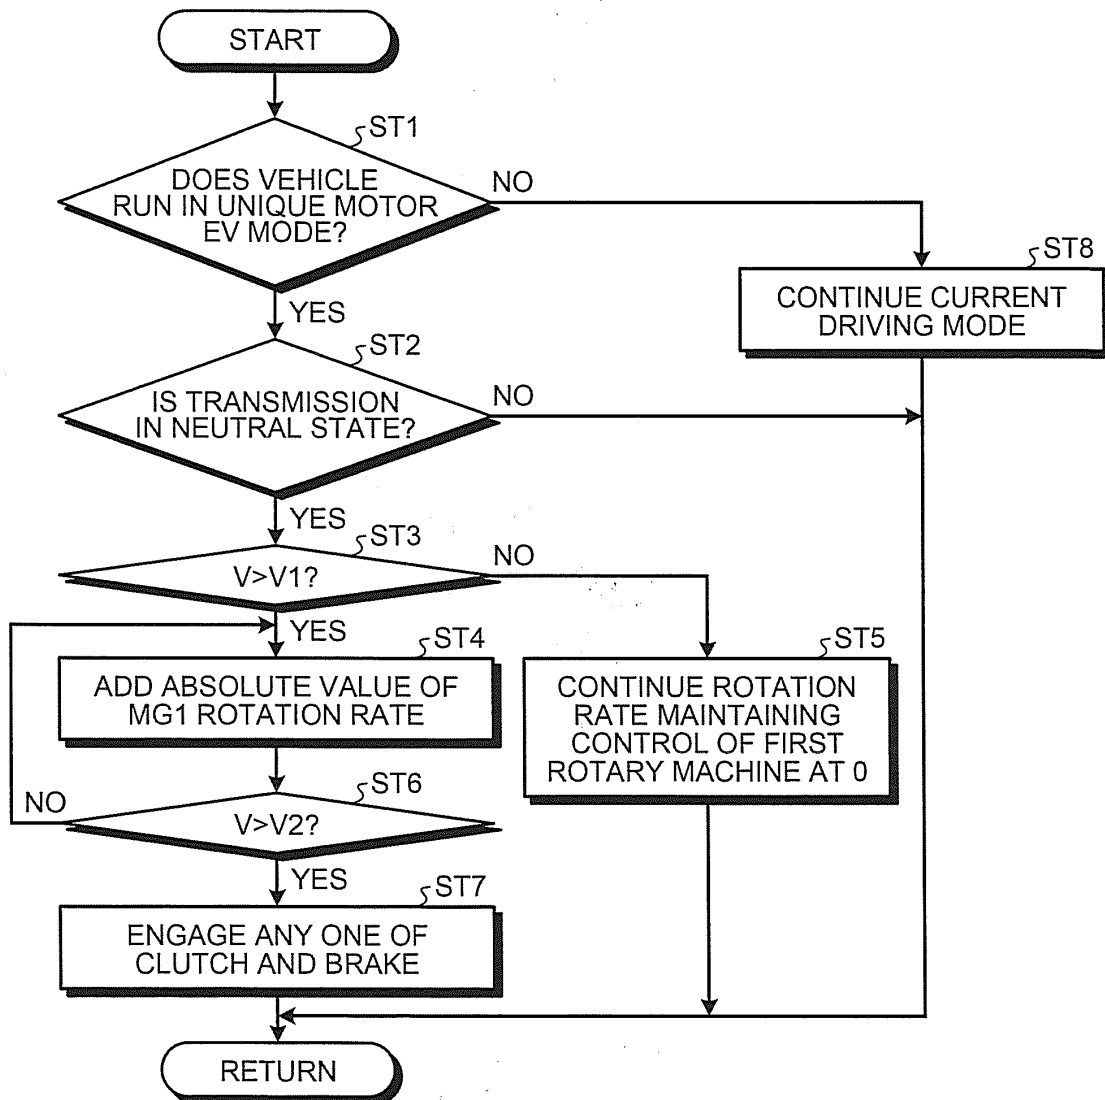 START
ST1
DOES VEHICLE
RUN IN UNIQUE MOTOR
EV MODE?
NO
ST8
CONTINUE CURRENT
DRIVING MODE
YES
ST2
IS TRANSMISSION
IN NEUTRAL STATE?
NO
YES
ST3
V>V1?
NO
YES
ST4
ADD ABSOLUTE VALUE OF
MG1 ROTATION RATE
ST5
CONTINUE ROTATION
RATE MAINTAINING
CONTROL OF FIRST
ROTARY MACHINE AT 0
ST6
V>V2?
NO
YES
ST7
ENGAGE ANY ONE OF
CLUTCH AND BRAKE
RETURN